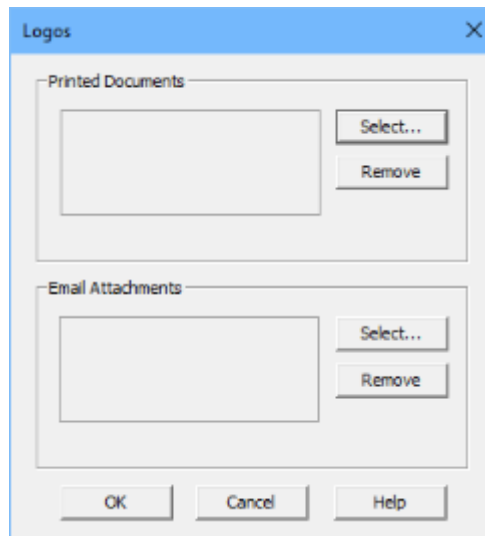 Logos
Printed Documents
Select...
Remove
Email Attachments
Select...
Remove
OK Cancel Help